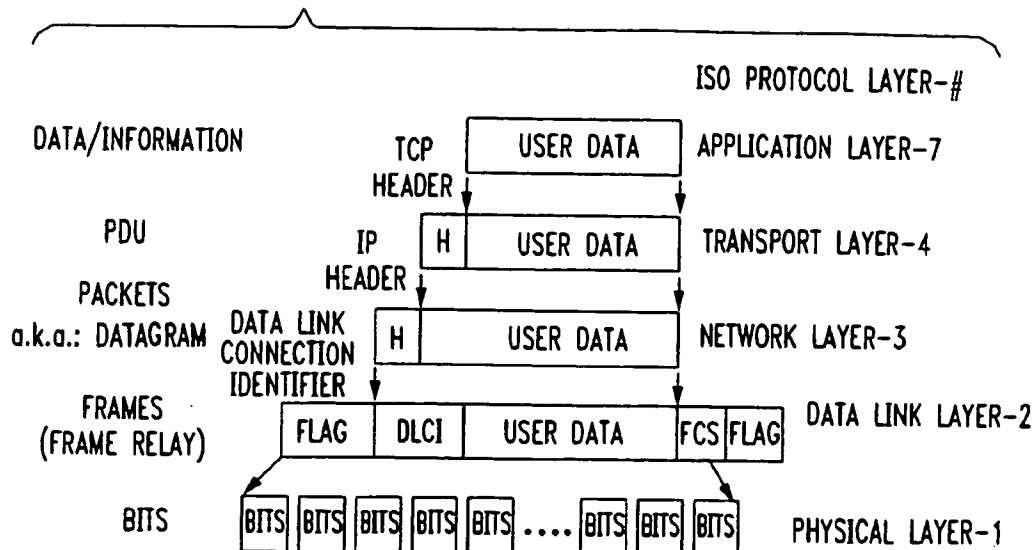 ISO PROTOCOL LAYER-#
DATA/INFORMATION TCP HEADER USER DATA APPLICATION LAYER-7
PDU IP HEADER H USER DATA TRANSPORT LAYER-4
PACKETS
a.k.a.: DATAGRAM DATA LINK CONNECTION IDENTIFIER H USER DATA NETWORK LAYER-3
FRAMES
(FRAME RELAY) FLAG DLCI USER DATA FCS FLAG DATA LINK LAYER-2
BITS BITS BITS BITS BITS BITS .... BITS BITS BITS PHYSICAL LAYER-1